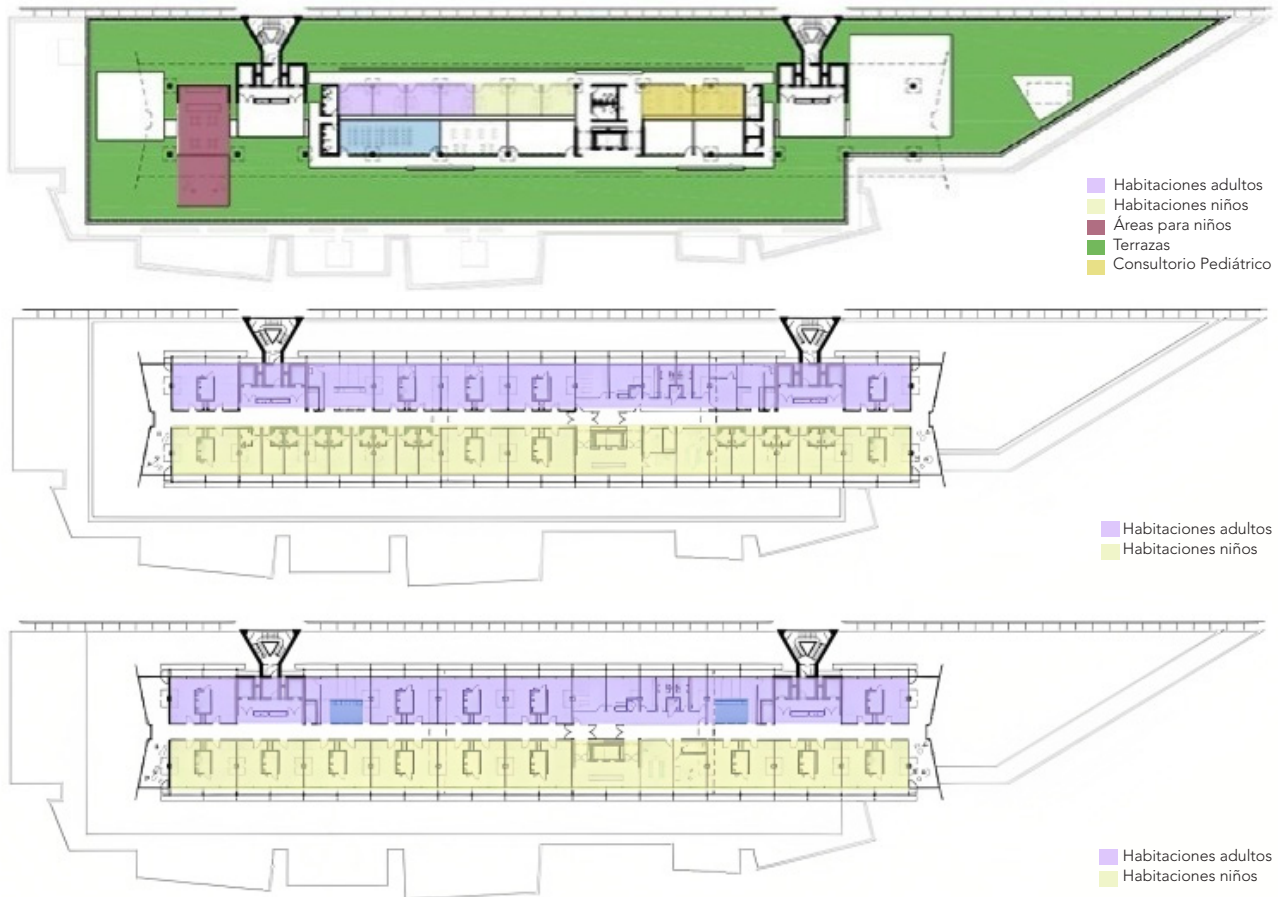 Habitaciones adultos
Habitaciones niños
Áreas para niños
Terrazas
Consultorio Pediátrico
Habitaciones adultos
Habitaciones niños
Habitaciones adultos
Habitaciones niños